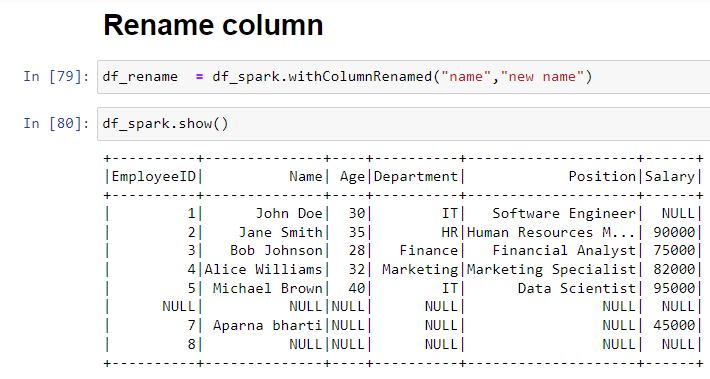 Rename column
In [79]: df_rename  = df_spark.withColumnRenamed("name","new name")
In [80]: df_spark.show()
+----------+--------------+----+----------+--------------------+------+
|EmployeeID|          Name| Age|Department|            Position|Salary|
+----------+--------------+----+----------+--------------------+------+
|         1|      John Doe|  30|        IT|   Software Engineer|  NULL|
|         2|    Jane Smith|  35|        HR|Human Resources M...| 90000|
|         3|   Bob Johnson|  28|   Finance|   Financial Analyst| 75000|
|         4|Alice Williams|  32| Marketing|Marketing Specialist| 82000|
|         5| Michael Brown|  40|        IT|      Data Scientist| 95000|
|      NULL|          NULL|NULL|      NULL|                NULL|  NULL|
|         7| Aparna bharti|NULL|      NULL|                NULL| 45000|
|         8|          NULL|NULL|      NULL|                NULL|  NULL|
+----------+--------------+----+----------+--------------------+------+